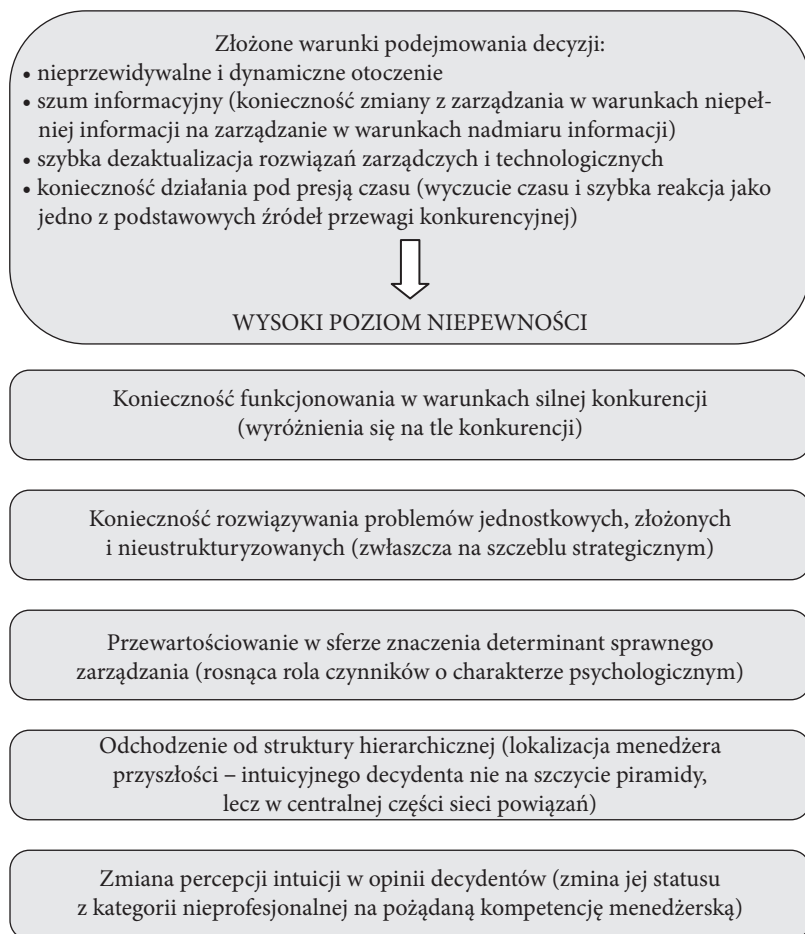 Złożone warunki podejmowania decyzji:
• nieprzewidywalne i dynamiczne otoczenie
• szum informacyjny (konieczność zmiany z zarządzania w warunkach niepeł-
niej informacji na zarządzanie w warunkach nadmiaru informacji)
• szybka dezaktualizacja rozwiązań zarządczych i technologicznych
• konieczność działania pod presją czasu (wyczucie czasu i szybka reakcja jako
jedno z podstawowych źródeł przewagi konkurencyjnej)
WYSOKI POZIOM NIEPEWNOŚCI
Konieczność funkcjonowania w warunkach silnej konkurencji
(wyróżnienia się na tle konkurencji)
Konieczność rozwiązywania problemów jednostkowych, złożonych
i nieustrukturyzowanych (zwłaszcza na szczeblu strategicznym)
Przewartościowanie w sferze znaczenia determinant sprawnego
zarządzania (rosnąca rola czynników o charakterze psychologicznym)
Odchodzenie od struktury hierarchicznej (lokalizacja menedżera
przyszłości – intuicyjnego decydenta nie na szczycie piramidy,
lecz w centralnej części sieci powiązań)
Zmiana percepcji intuicji w opinii decydentów (zmina jej statusu
z kategorii nieprofesjonalnej na pożądaną kompetencję menedżerską)